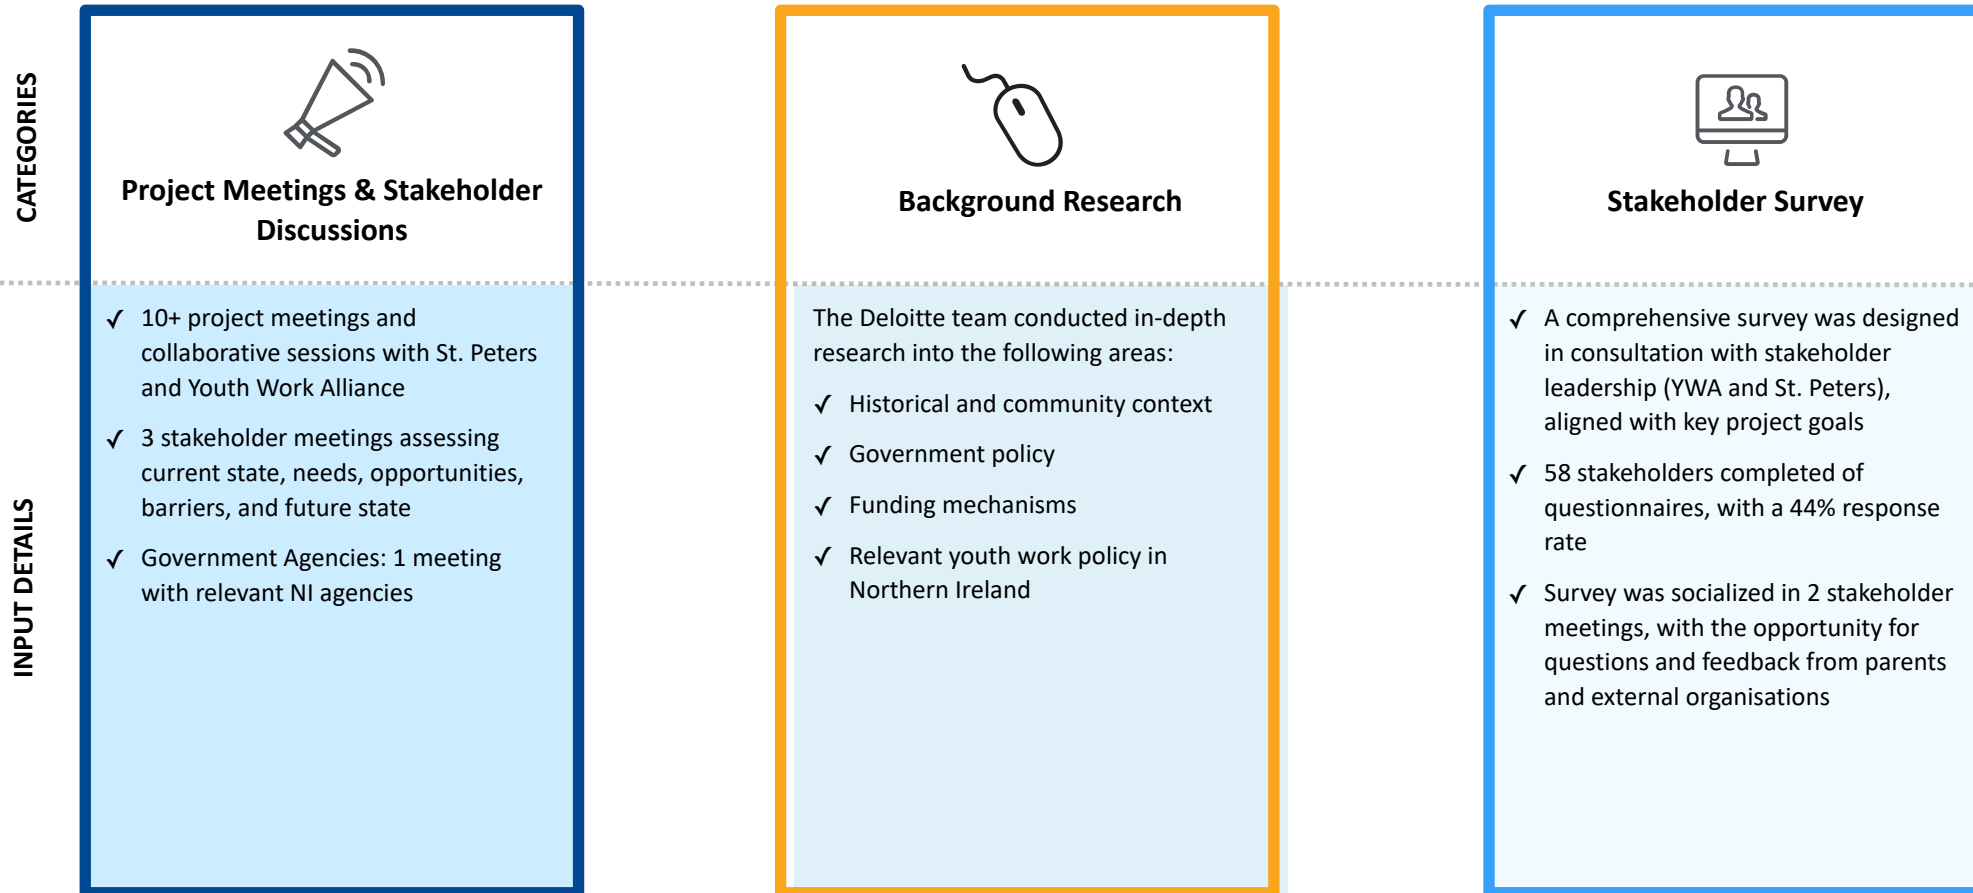 CATEGORIES
Project Meetings & Stakeholder
Discussions
Background Research
Stakeholder Survey
INPUT DETAILS
✓ 10+ project meetings and
collaborative sessions with St. Peters
and Youth Work Alliance
✓ 3 stakeholder meetings assessing
current state, needs, opportunities,
barriers, and future state
✓ Government Agencies: 1 meeting
with relevant NI agencies
The Deloitte team conducted in-depth
research into the following areas:
✓ Historical and community context
✓ Government policy
✓ Funding mechanisms
✓ Relevant youth work policy in
Northern Ireland
✓ A comprehensive survey was designed
in consultation with stakeholder
leadership (YWA and St. Peters),
aligned with key project goals
✓ 58 stakeholders completed of
questionnaires, with a 44% response
rate
✓ Survey was socialized in 2 stakeholder
meetings, with the opportunity for
questions and feedback from parents
and external organisations